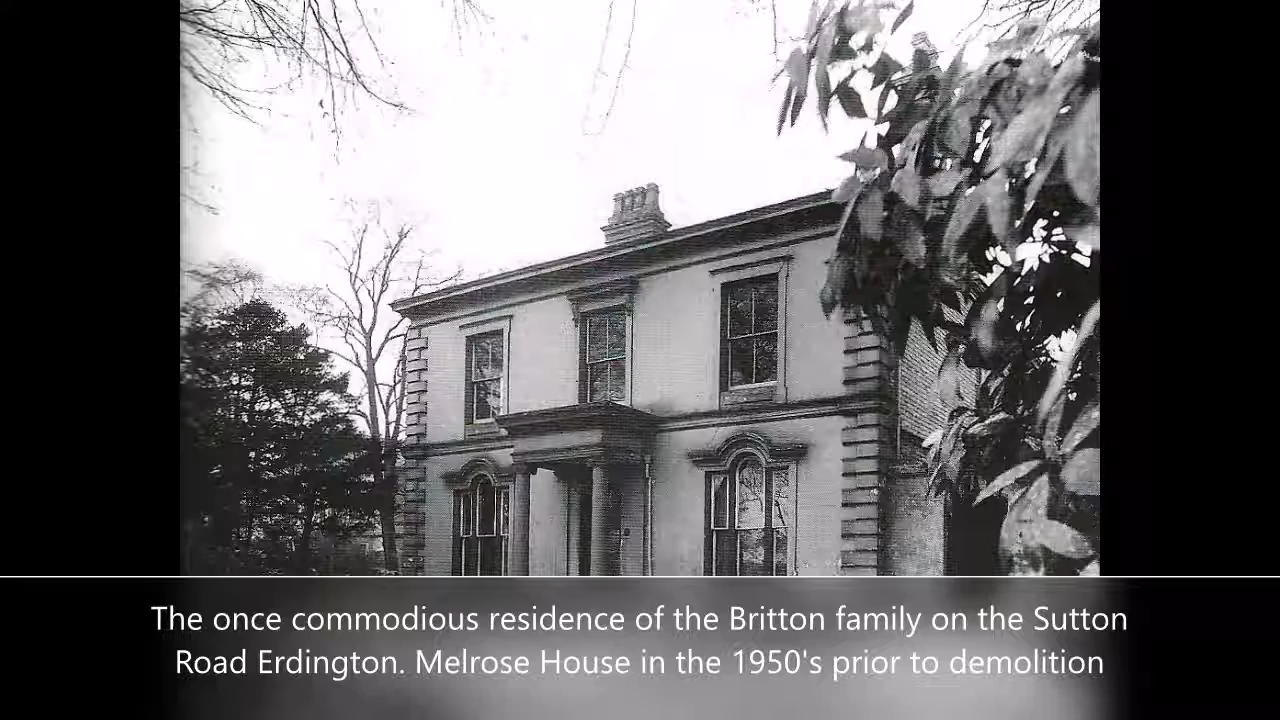 The once commodious residence of the Britton family on the Sutton
Road Erdington. Melrose House in the 1950's prior to demolition